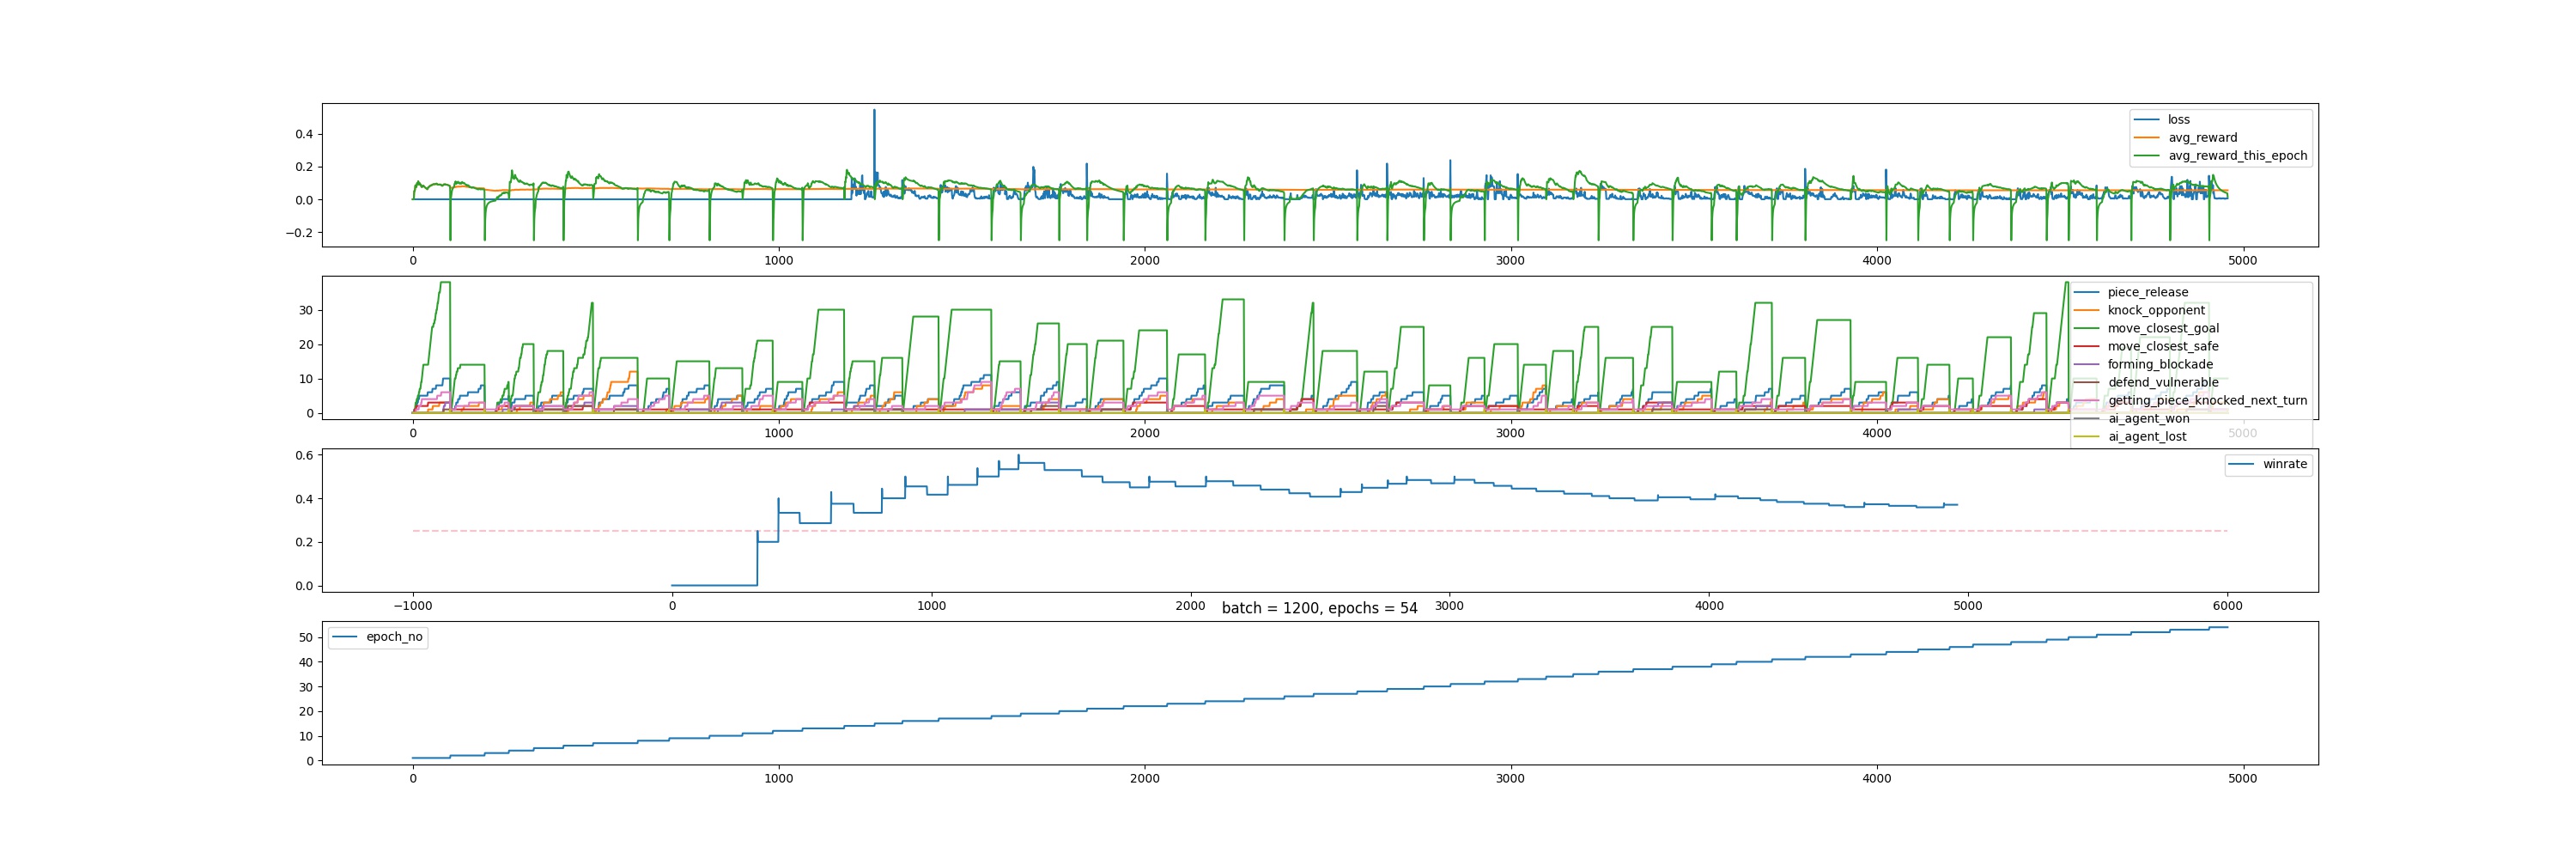 0.4
0.2
0.0
−0.2
loss
avg_reward
avg_reward_this_epoch
0 1000 2000 3000 4000 5000
30
20
10
0
piece_release
knock_opponent
move_closest_goal
move_closest_safe
forming_blockade
defend_vulnerable
getting_piece_knocked_next_turn
ai_agent_won
ai_agent_lost
0 1000 2000 3000 4000 5000
0.6
0.4
0.2
0.0
winrate
−1000 0 1000 2000 3000 4000 5000 6000
batch = 1200, epochs = 54
50
40
30
20
10
0
epoch_no
0 1000 2000 3000 4000 5000